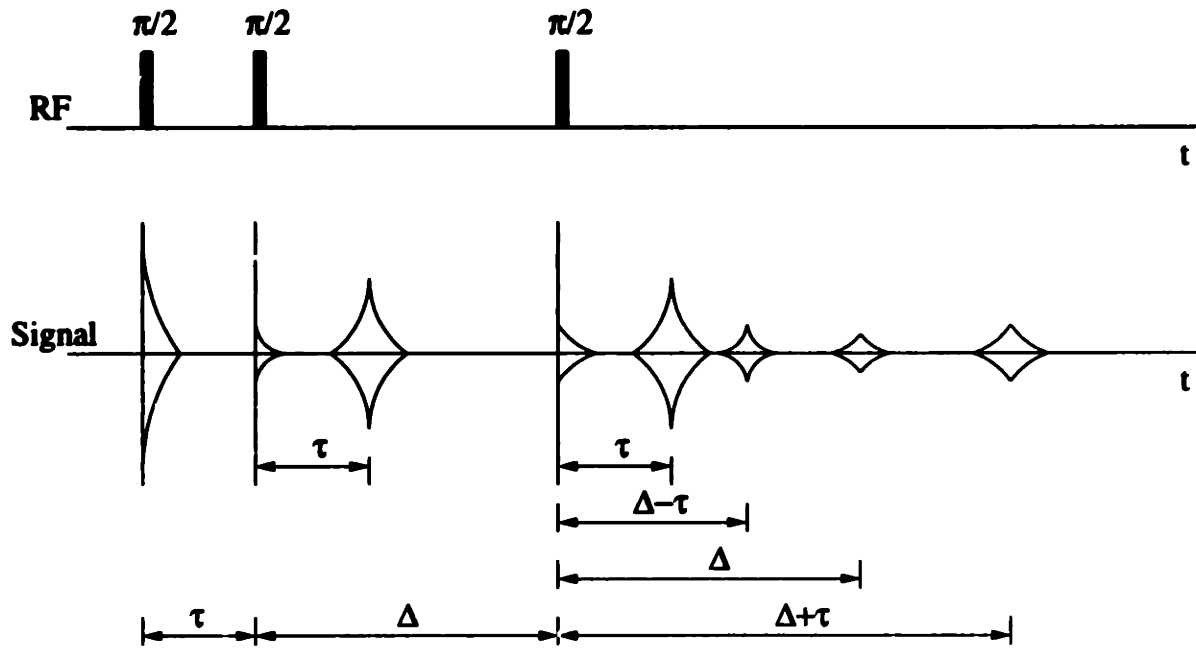 π/2 π/2 π/2
RF
t
Signal
t
τ τ
Δ−τ
Δ
τ Δ Δ+τ